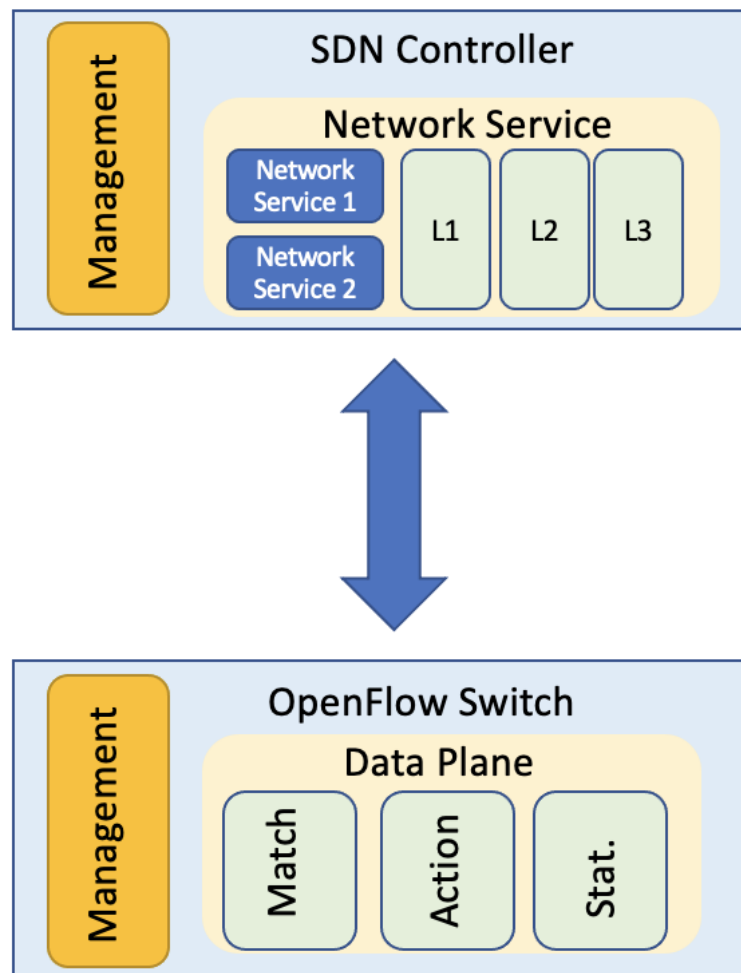 Management
SDN Controller
Network Service
Network
Service 1
Network
Service 2
L1
L2
L3
Management
OpenFlow Switch
Data Plane
Match
Action
Stat.